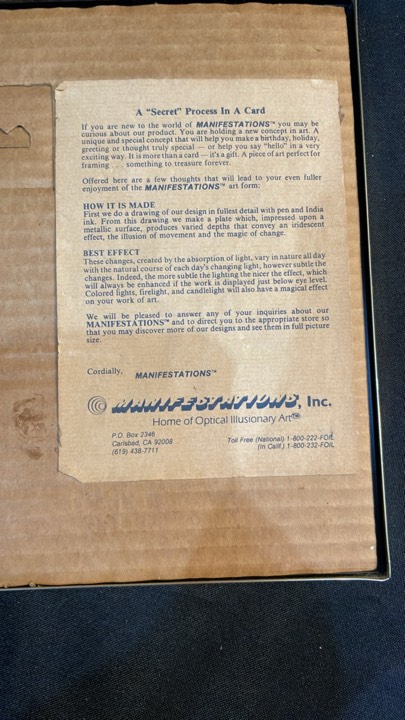 A "Secret" Process In A Card
If you are new to the world of MANIFESTATIONS™ you may be
curious about our product. You are holding a new concept in art. A
unique and special concept that will help you make a birthday, holiday,
greeting or thought truly special — or help you say "hello" in a very
exciting way. It is more than a card — it's a gift. A piece of art perfect for
framing . . . something to treasure forever.
Offered here are a few thoughts that will lead to your even fuller
enjoyment of the MANIFESTATIONS™ art form:
HOW IT IS MADE
First we do a drawing of our design in fullest detail with pen and India
ink. From this drawing we make a plate which, impressed upon a
metallic surface, produces varied depths that convey an iridescent
effect, the illusion of movement and the magic of change.
BEST EFFECT
These changes, created by the absorption of light, vary in nature all day
with the natural course of each day's changing light, however subtle the
changes. Indeed, the more subtle the lighting the nicer the effect, which
will always be enhanced if the work is displayed just below eye level.
Colored lights, firelight, and candlelight will also have a magical effect
on your work of art.
We will be pleased to answer any of your inquiries about our
MANIFESTATIONS™ and to direct you to the appropriate store so
that you may discover more of our designs and see them in full picture
size.
Cordially, MANIFESTATIONS™
MANIFESTATIONS, Inc.
Home of Optical Illusionary Art
P.O. Box 2346
Carlsbad, CA 92008
(619) 438-7711
Toll Free (National) 1-800-222-FOIL
(In Calif.) 1-800-232-FOIL